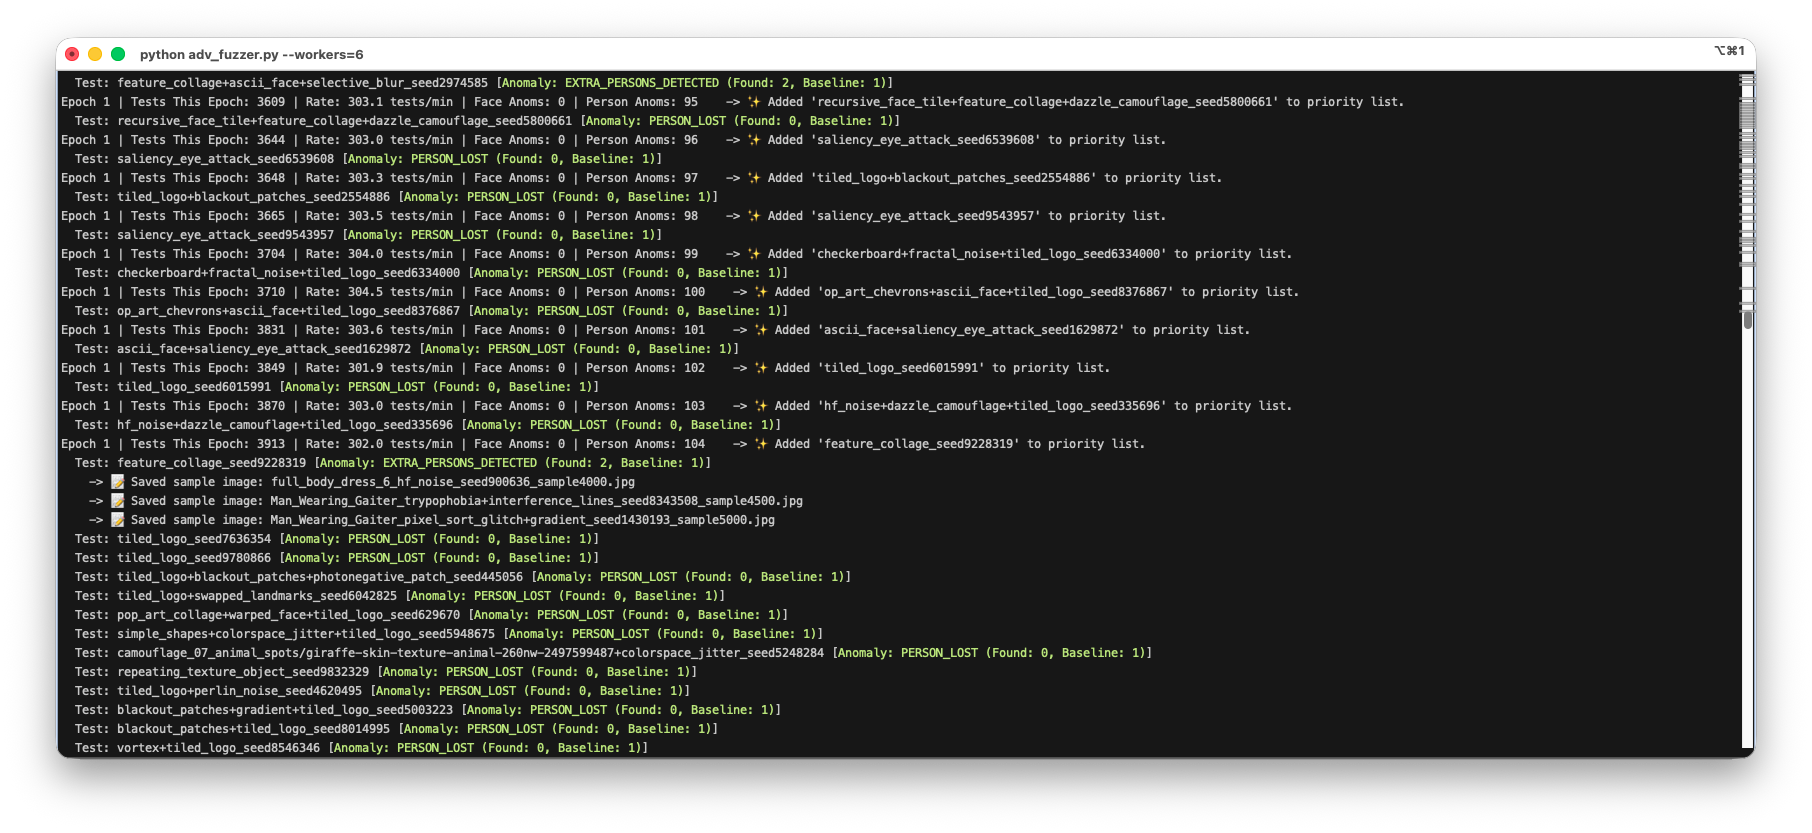 python adv_fuzzer.py --workers=6
⌥⌘1
Test: feature_collage+ascii_face+selective_blur_seed2974585 [Anomaly: EXTRA_PERSONS_DETECTED (Found: 2, Baseline: 1)]
Epoch 1 | Tests This Epoch: 3609 | Rate: 303.1 tests/min | Face Anoms: 0 | Person Anoms: 95 -> ✨ Added 'recursive_face_tile+feature_collage+dazzle_camouflage_seed5800661' to priority list.
Test: recursive_face_tile+feature_collage+dazzle_camouflage_seed5800661 [Anomaly: PERSON_LOST (Found: 0, Baseline: 1)]
Epoch 1 | Tests This Epoch: 3644 | Rate: 303.0 tests/min | Face Anoms: 0 | Person Anoms: 96 -> ✨ Added 'saliency_eye_attack_seed6539608' to priority list.
Test: saliency_eye_attack_seed6539608 [Anomaly: PERSON_LOST (Found: 0, Baseline: 1)]
Epoch 1 | Tests This Epoch: 3648 | Rate: 303.3 tests/min | Face Anoms: 0 | Person Anoms: 97 -> ✨ Added 'tiled_logo+blackout_patches_seed2554886' to priority list.
Test: tiled_logo+blackout_patches_seed2554886 [Anomaly: PERSON_LOST (Found: 0, Baseline: 1)]
Epoch 1 | Tests This Epoch: 3665 | Rate: 303.5 tests/min | Face Anoms: 0 | Person Anoms: 98 -> ✨ Added 'saliency_eye_attack_seed9543957' to priority list.
Test: saliency_eye_attack_seed9543957 [Anomaly: PERSON_LOST (Found: 0, Baseline: 1)]
Epoch 1 | Tests This Epoch: 3704 | Rate: 304.0 tests/min | Face Anoms: 0 | Person Anoms: 99 -> ✨ Added 'checkerboard+fractal_noise+tiled_logo_seed6334000' to priority list.
Test: checkerboard+fractal_noise+tiled_logo_seed6334000 [Anomaly: PERSON_LOST (Found: 0, Baseline: 1)]
Epoch 1 | Tests This Epoch: 3710 | Rate: 304.5 tests/min | Face Anoms: 0 | Person Anoms: 100 -> ✨ Added 'op_art_chevrons+ascii_face+tiled_logo_seed8376867' to priority list.
Test: op_art_chevrons+ascii_face+tiled_logo_seed8376867 [Anomaly: PERSON_LOST (Found: 0, Baseline: 1)]
Epoch 1 | Tests This Epoch: 3831 | Rate: 303.6 tests/min | Face Anoms: 0 | Person Anoms: 101 -> ✨ Added 'ascii_face+saliency_eye_attack_seed1629872' to priority list.
Test: ascii_face+saliency_eye_attack_seed1629872 [Anomaly: PERSON_LOST (Found: 0, Baseline: 1)]
Epoch 1 | Tests This Epoch: 3849 | Rate: 301.9 tests/min | Face Anoms: 0 | Person Anoms: 102 -> ✨ Added 'tiled_logo_seed6015991' to priority list.
Test: tiled_logo_seed6015991 [Anomaly: PERSON_LOST (Found: 0, Baseline: 1)]
Epoch 1 | Tests This Epoch: 3870 | Rate: 303.0 tests/min | Face Anoms: 0 | Person Anoms: 103 -> ✨ Added 'hf_noise+dazzle_camouflage+tiled_logo_seed335696' to priority list.
Test: hf_noise+dazzle_camouflage+tiled_logo_seed335696 [Anomaly: PERSON_LOST (Found: 0, Baseline: 1)]
Epoch 1 | Tests This Epoch: 3913 | Rate: 302.0 tests/min | Face Anoms: 0 | Person Anoms: 104 -> ✨ Added 'feature_collage_seed9228319' to priority list.
Test: feature_collage_seed9228319 [Anomaly: EXTRA_PERSONS_DETECTED (Found: 2, Baseline: 1)]
-> 📝 Saved sample image: full_body_dress_6_hf_noise_seed900636_sample4000.jpg
-> 📝 Saved sample image: Man_Wearing_Gaiter_trypophobia+interference_lines_seed8343508_sample4500.jpg
-> 📝 Saved sample image: Man_Wearing_Gaiter_pixel_sort_glitch+gradient_seed1430193_sample5000.jpg
Test: tiled_logo_seed7636354 [Anomaly: PERSON_LOST (Found: 0, Baseline: 1)]
Test: tiled_logo_seed9780866 [Anomaly: PERSON_LOST (Found: 0, Baseline: 1)]
Test: tiled_logo+blackout_patches+photonegative_patch_seed445056 [Anomaly: PERSON_LOST (Found: 0, Baseline: 1)]
Test: tiled_logo+swapped_landmarks_seed6042825 [Anomaly: PERSON_LOST (Found: 0, Baseline: 1)]
Test: pop_art_collage+warped_face+tiled_logo_seed629670 [Anomaly: PERSON_LOST (Found: 0, Baseline: 1)]
Test: simple_shapes+colorspace_jitter+tiled_logo_seed5948675 [Anomaly: PERSON_LOST (Found: 0, Baseline: 1)]
Test: camouflage_07_animal_spots/giraffe-skin-texture-animal-260nw-2497599487+colorspace_jitter_seed5248284 [Anomaly: PERSON_LOST (Found: 0, Baseline: 1)]
Test: repeating_texture_object_seed9832329 [Anomaly: PERSON_LOST (Found: 0, Baseline: 1)]
Test: tiled_logo+perlin_noise_seed4620495 [Anomaly: PERSON_LOST (Found: 0, Baseline: 1)]
Test: blackout_patches+gradient+tiled_logo_seed5003223 [Anomaly: PERSON_LOST (Found: 0, Baseline: 1)]
Test: blackout_patches+tiled_logo_seed8014995 [Anomaly: PERSON_LOST (Found: 0, Baseline: 1)]
Test: vortex+tiled_logo_seed8546346 [Anomaly: PERSON_LOST (Found: 0, Baseline: 1)]